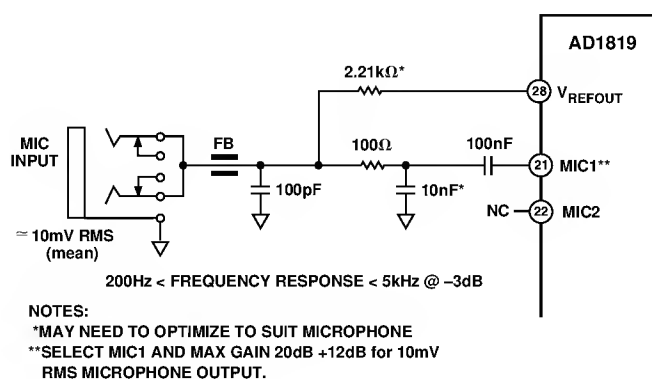 AD1819
2.21kΩ*
28 VREFOUT
MIC INPUT
FB
100Ω
100nF
21 MIC1**
100pF
10nF*
NC 22 MIC2
≃ 10mV RMS
(mean)
200Hz < FREQUENCY RESPONSE < 5kHz @ –3dB
NOTES:
*MAY NEED TO OPTIMIZE TO SUIT MICROPHONE
**SELECT MIC1 AND MAX GAIN 20dB +12dB for 10mV
RMS MICROPHONE OUTPUT.